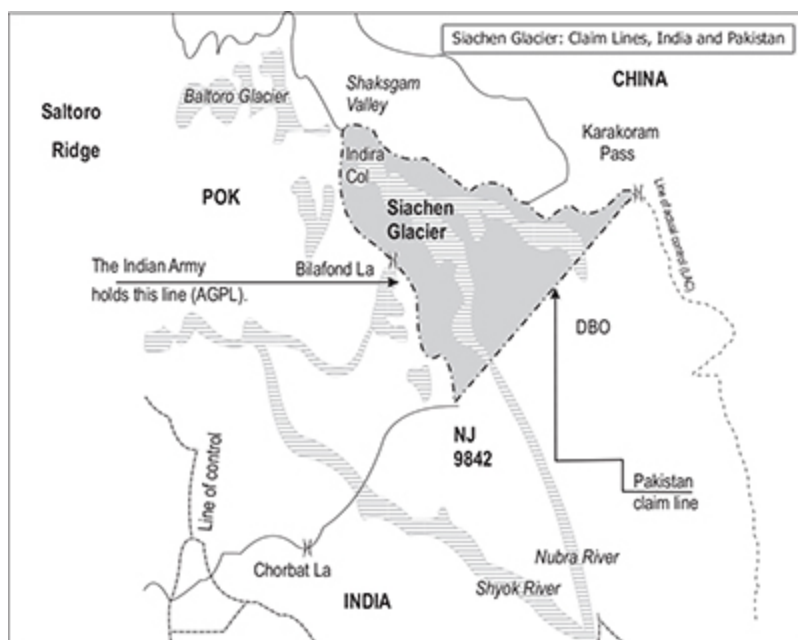 Siachen Glacier: Claim Lines, India and Pakistan
CHINA
Shaksgam
Valley
Baltoro Glacier
Saltoro
Ridge
Karakoram
Pass
Indira
Col
POK
Siachen
Glacier
Line of actual control (LAC)
The Indian Army
holds this line (AGPL).
Bilafond La
DBO
NJ
9842
Line of control
Pakistan
claim line
Chorbat La
Nubra River
Shyok River
INDIA